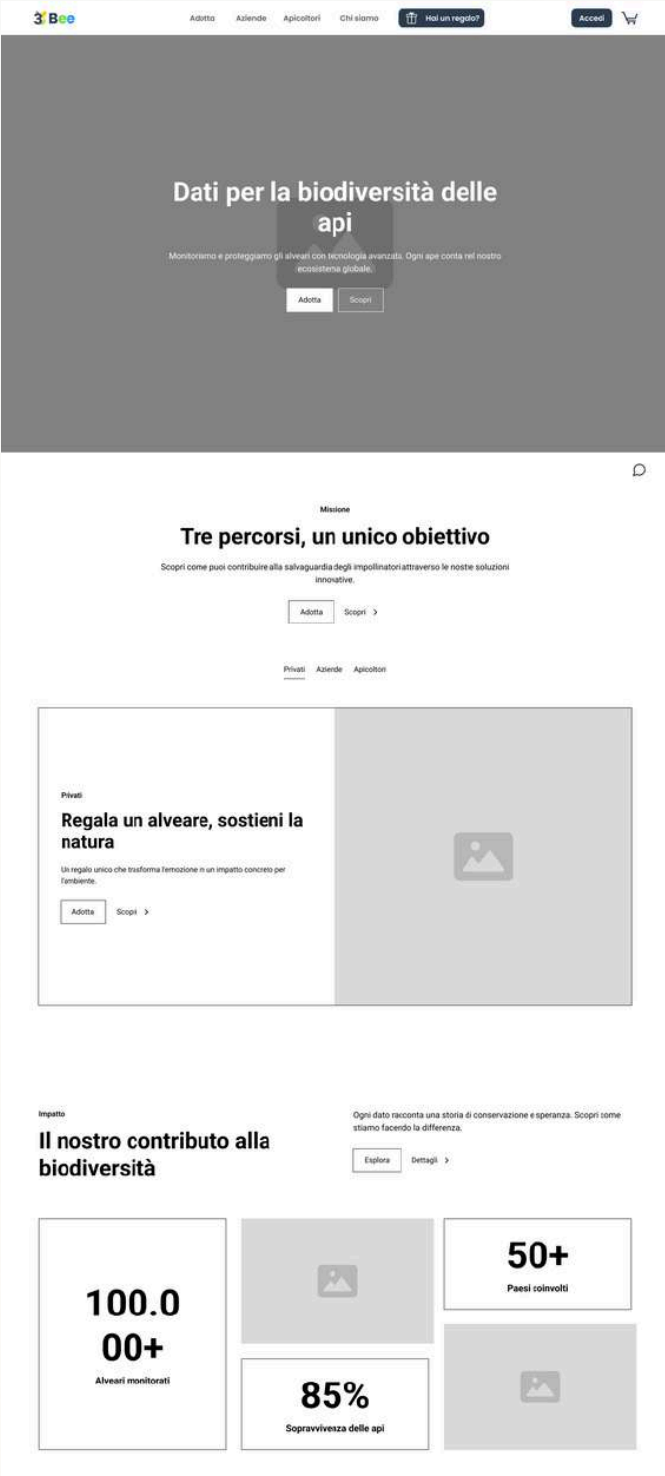 3Bee
Adotta Aziende Apicoltori Chi siamo Hai un regalo? Accedi
Dati per la biodiversità delle
api
Monitoriamo e proteggiamo gli alveari con tecnologia avanzata. Ogni ape conta nel nostro
ecosistema globale.
Adotta Scopri
Missione
Tre percorsi, un unico obiettivo
Scopri come puoi contribuire alla salvaguardia degli impollinatori attraverso le nostre soluzioni
innovative.
Adotta Scopri
Privati Aziende Apicoltori
Privati
Regala un alveare, sostieni la
natura
Un regalo unico che trasforma l'emozione in un impatto concreto per
l'ambiente.
Adotta Scopri
Impatto
Il nostro contributo alla
biodiversità
Ogni dato racconta una storia di conservazione e speranza. Scopri come
stiamo facendo la differenza.
Esplora Dettagli
100.0
00+
Alveari monitorati
85%
Sopravvivenza delle api
50+
Paesi coinvolti